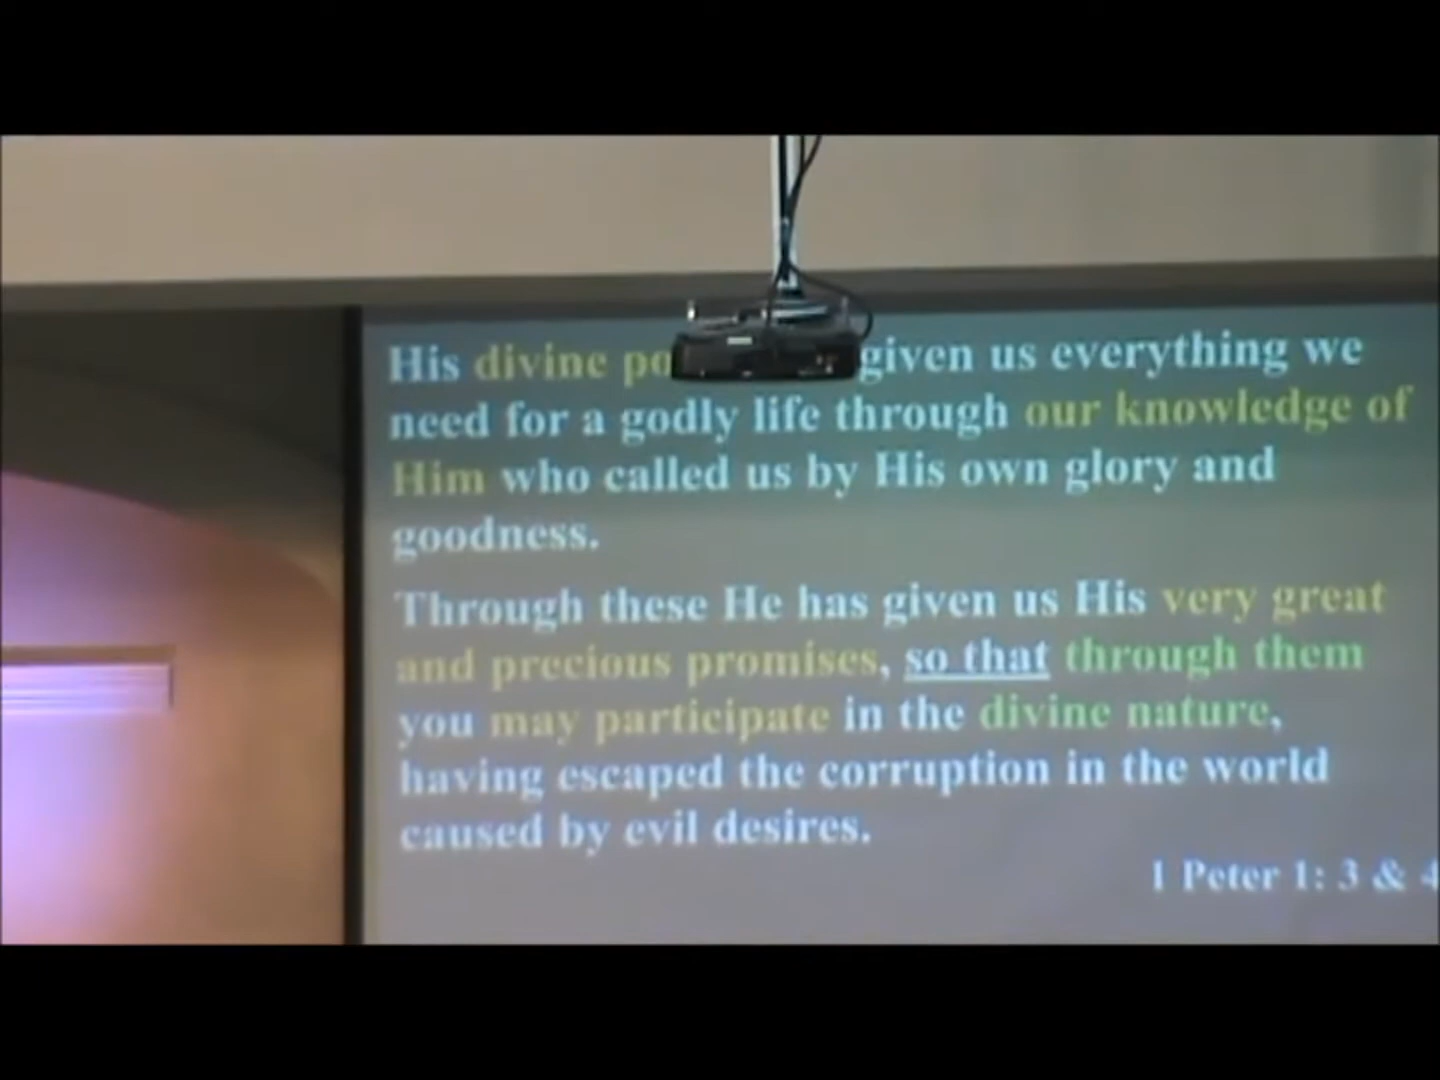 His divine po given us everything we
need for a godly life through our knowledge of
Him who called us by His own glory and
goodness.
Through these He has given us His very great
and precious promises, so that through them
you may participate in the divine nature,
having escaped the corruption in the world
caused by evil desires.
1 Peter 1: 3 & 4